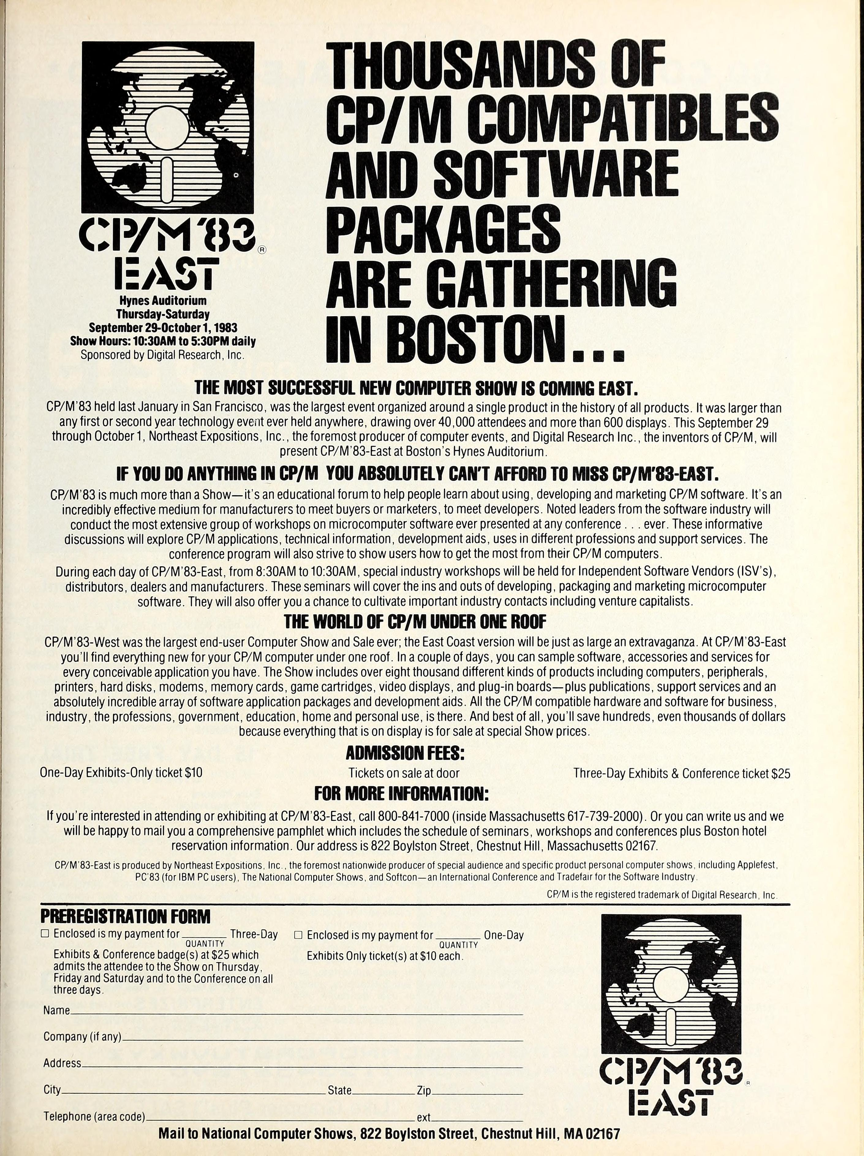 CP/M'83®
EAST
Hynes Auditorium
Thursday-Saturday
September 29-October 1, 1983
Show Hours: 10:30AM to 5:30PM daily
Sponsored by Digital Research, Inc.
THOUSANDS OF
CP/M COMPATIBLES
AND SOFTWARE
PACKAGES
ARE GATHERING
IN BOSTON...
THE MOST SUCCESSFUL NEW COMPUTER SHOW IS COMING EAST.
CP/M'83 held last January in San Francisco, was the largest event organized around a single product in the history of all products. It was larger than
any first or second year technology event ever held anywhere, drawing over 40,000 attendees and more than 600 displays. This September 29
through October 1, Northeast Expositions, Inc., the foremost producer of computer events, and Digital Research Inc., the inventors of CP/M, will
present CP/M'83-East at Boston's Hynes Auditorium.
IF YOU DO ANYTHING IN CP/M YOU ABSOLUTELY CAN'T AFFORD TO MISS CP/M'83-EAST.
CP/M'83 is much more than a Show—it's an educational forum to help people learn about using, developing and marketing CP/M software. It's an
incredibly effective medium for manufacturers to meet buyers or marketers, to meet developers. Noted leaders from the software industry will
conduct the most extensive group of workshops on microcomputer software ever presented at any conference . . . ever. These informative
discussions will explore CP/M applications, technical information, development aids, uses in different professions and support services. The
conference program will also strive to show users how to get the most from their CP/M computers.
During each day of CP/M'83-East, from 8:30AM to 10:30AM, special industry workshops will be held for Independent Software Vendors (ISV's),
distributors, dealers and manufacturers. These seminars will cover the ins and outs of developing, packaging and marketing microcomputer
software. They will also offer you a chance to cultivate important industry contacts including venture capitalists.
THE WORLD OF CP/M UNDER ONE ROOF
CP/M'83-West was the largest end-user Computer Show and Sale ever; the East Coast version will be just as large an extravaganza. At CP/M'83-East
you'll find everything new for your CP/M computer under one roof. In a couple of days, you can sample software, accessories and services for
every conceivable application you have. The Show includes over eight thousand different kinds of products including computers, peripherals,
printers, hard disks, modems, memory cards, game cartridges, video displays, and plug-in boards—plus publications, support services and an
absolutely incredible array of software application packages and development aids. All the CP/M compatible hardware and software for business,
industry, the professions, government, education, home and personal use, is there. And best of all, you'll save hundreds, even thousands of dollars
because everything that is on display is for sale at special Show prices.
ADMISSION FEES:
One-Day Exhibits-Only ticket $10 Tickets on sale at door Three-Day Exhibits & Conference ticket $25
FOR MORE INFORMATION:
If you're interested in attending or exhibiting at CP/M'83-East, call 800-841-7000 (inside Massachusetts 617-739-2000). Or you can write us and we
will be happy to mail you a comprehensive pamphlet which includes the schedule of seminars, workshops and conferences plus Boston hotel
reservation information. Our address is 822 Boylston Street, Chestnut Hill, Massachusetts 02167.
CP/M'83-East is produced by Northeast Expositions, Inc., the foremost nationwide producer of special audience and specific product personal computer shows, including Applefest,
PC'83 (for IBM PC users), The National Computer Shows, and Softcon—an International Conference and Tradefair for the Software Industry.
CP/M is the registered trademark of Digital Research, Inc.
PREREGISTRATION FORM
☐ Enclosed is my payment for ______ Three-Day
QUANTITY
Exhibits & Conference badge(s) at $25 which
admits the attendee to the Show on Thursday,
Friday and Saturday and to the Conference on all
three days.
☐ Enclosed is my payment for ______ One-Day
QUANTITY
Exhibits Only ticket(s) at $10 each.
Name
Company (if any)
Address
City State Zip
Telephone (area code) ext
CP/M'83®
EAST
Mail to National Computer Shows, 822 Boylston Street, Chestnut Hill, MA 02167